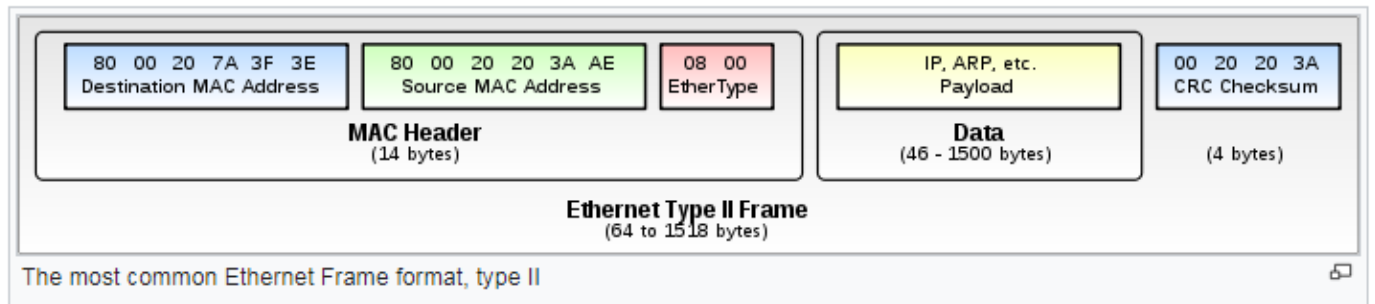 80 00 20 7A 3F 3E
Destination MAC Address
80 00 20 20 3A AE
Source MAC Address
08 00
EtherType
IP, ARP, etc.
Payload
00 20 20 3A
CRC Checksum
MAC Header
(14 bytes)
Data
(46 - 1500 bytes)
(4 bytes)
Ethernet Type II Frame
(64 to 1518 bytes)
The most common Ethernet Frame format, type II